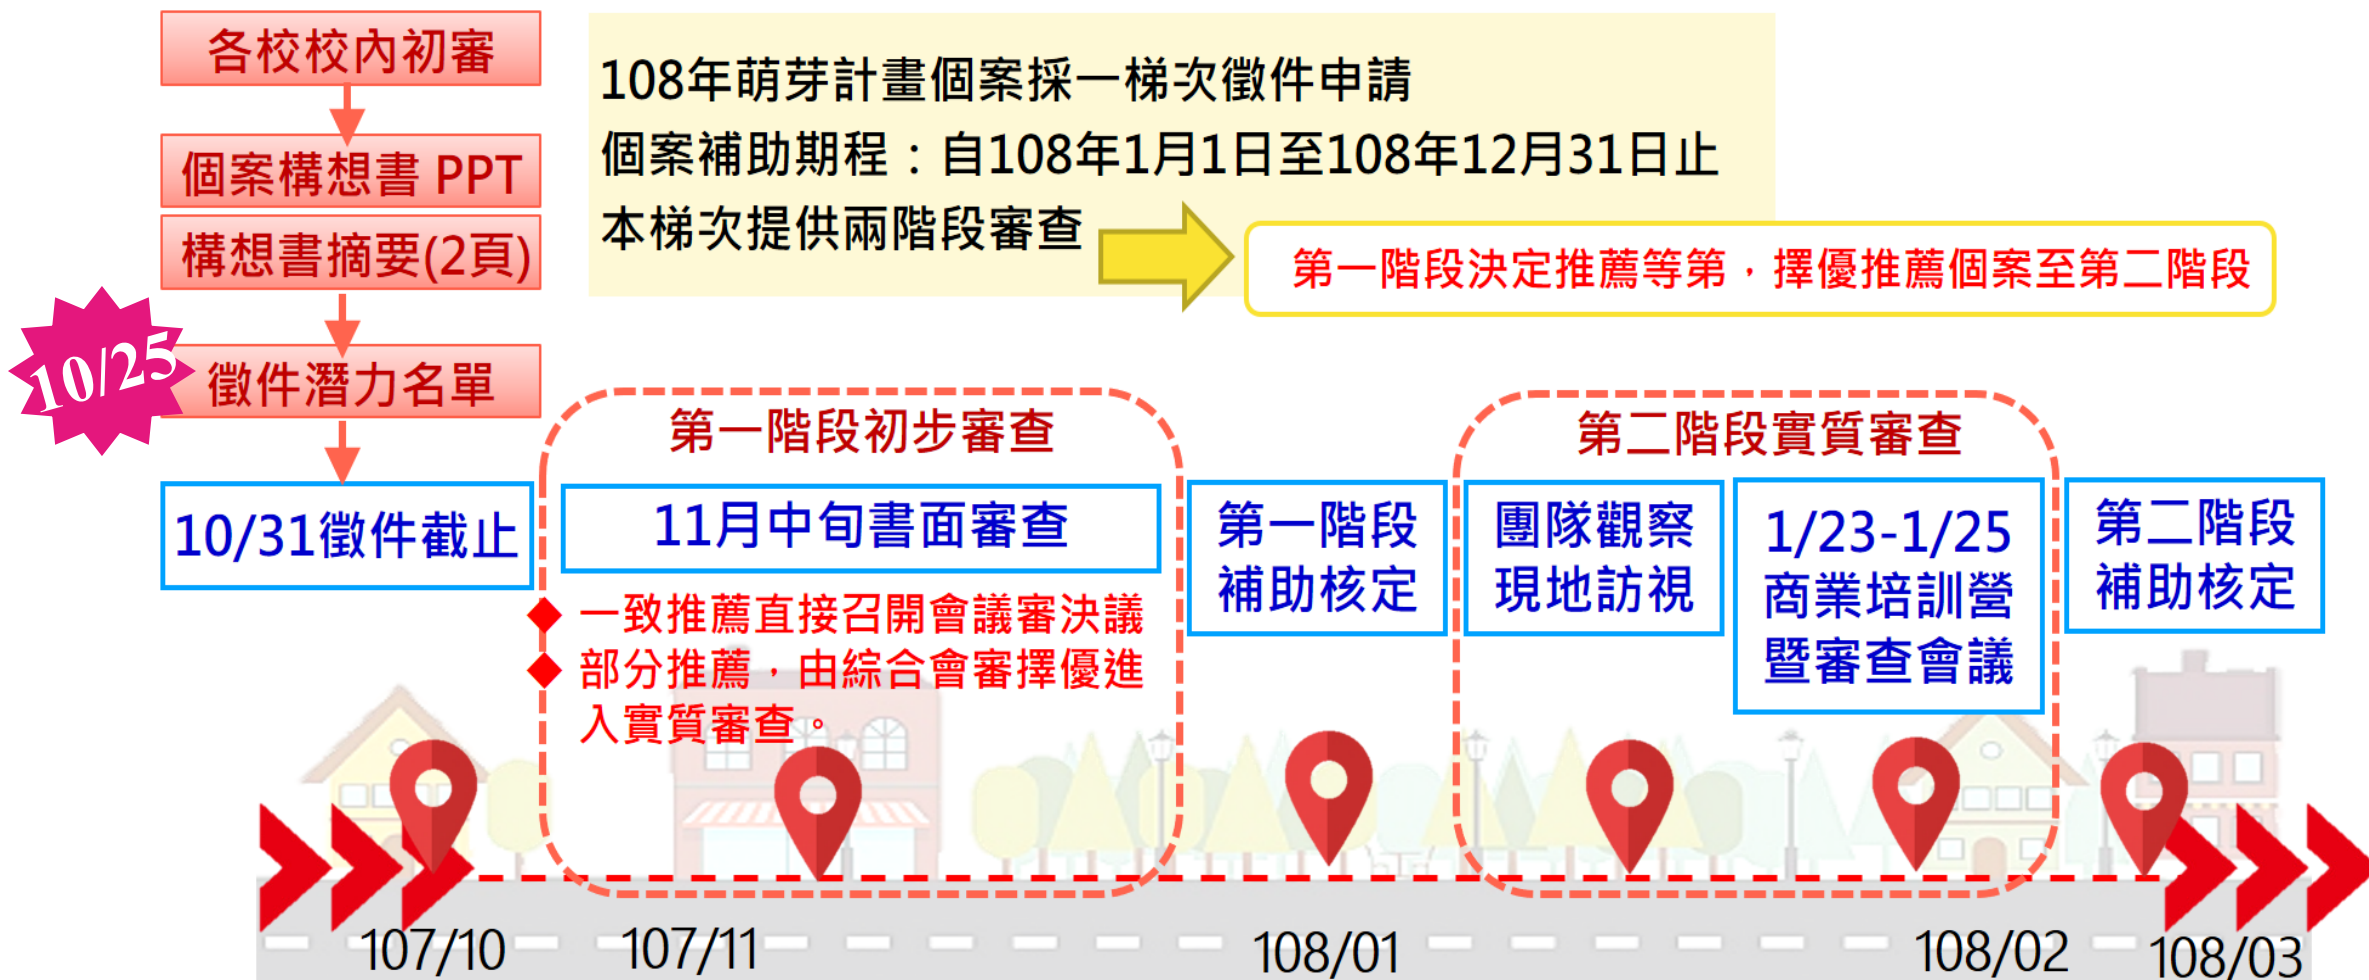 各校校內初審
個案構想書 PPT
構想書摘要(2頁)
10/25
徵件潛力名單
10/31徵件截止
108年萌芽計畫個案採一梯次徵件申請
個案補助期程：自108年1月1日至108年12月31日止
本梯次提供兩階段審查
第一階段決定推薦等第，擇優推薦個案至第二階段
第一階段初步審查
11月中旬書面審查
◆ 一致推薦直接召開會議審決議
◆ 部分推薦，由綜合會審擇優進
入實質審查。
第一階段
補助核定
第二階段實質審查
團隊觀察
現地訪視
1/23-1/25
商業培訓營
暨審查會議
第二階段
補助核定
107/10
107/11
108/01
108/02
108/03